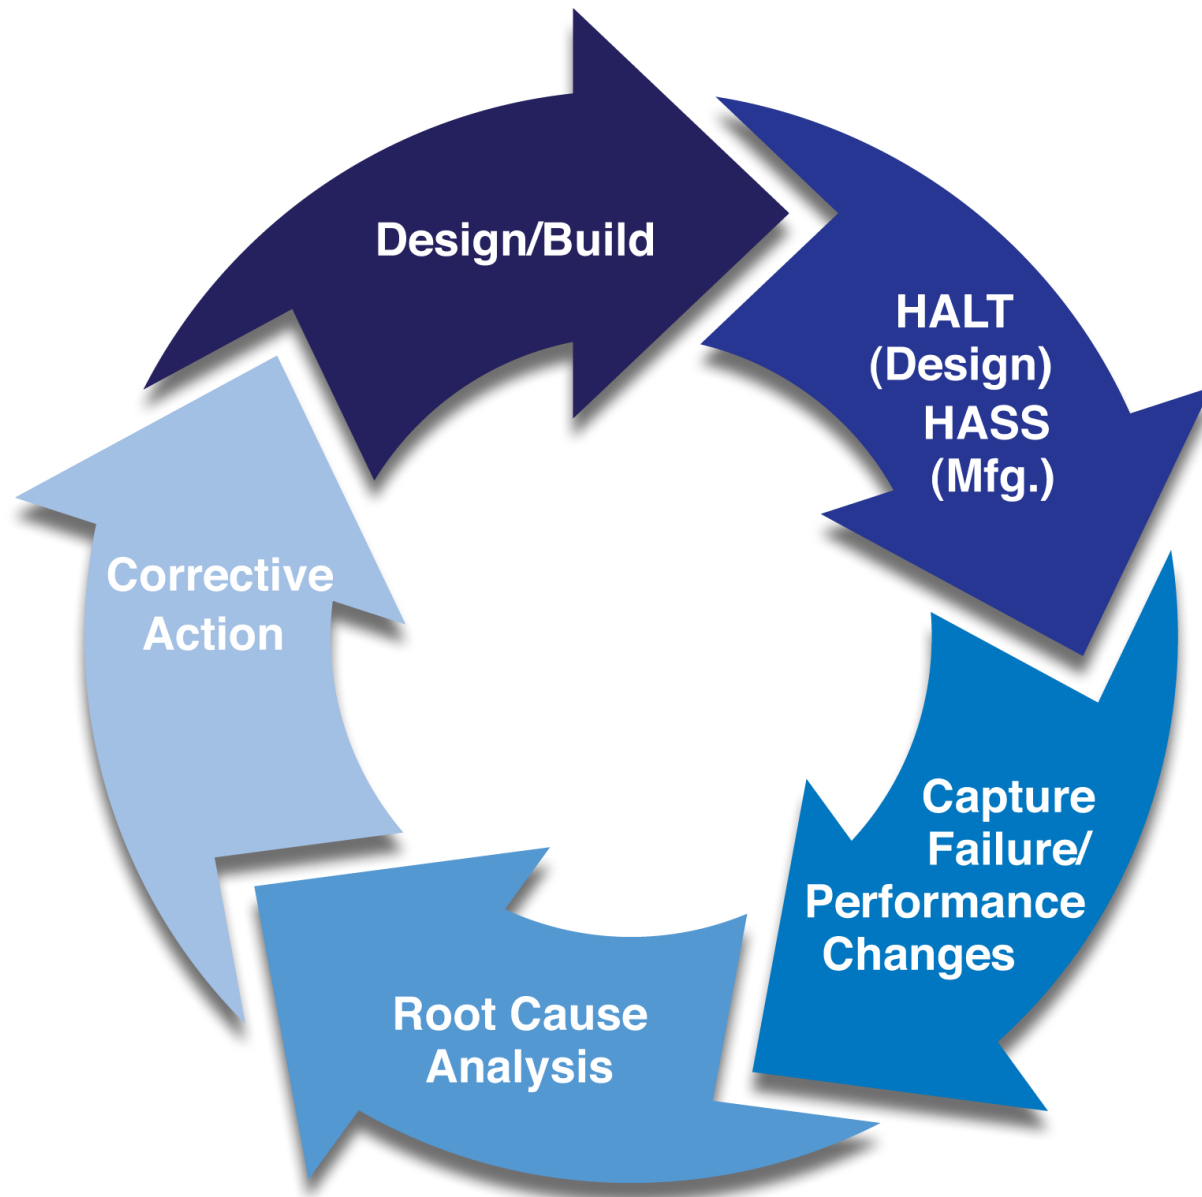 Design/Build
HALT
(Design)
HASS
(Mfg.)
Capture
Failure/
Performance
Changes
Root Cause
Analysis
Corrective
Action